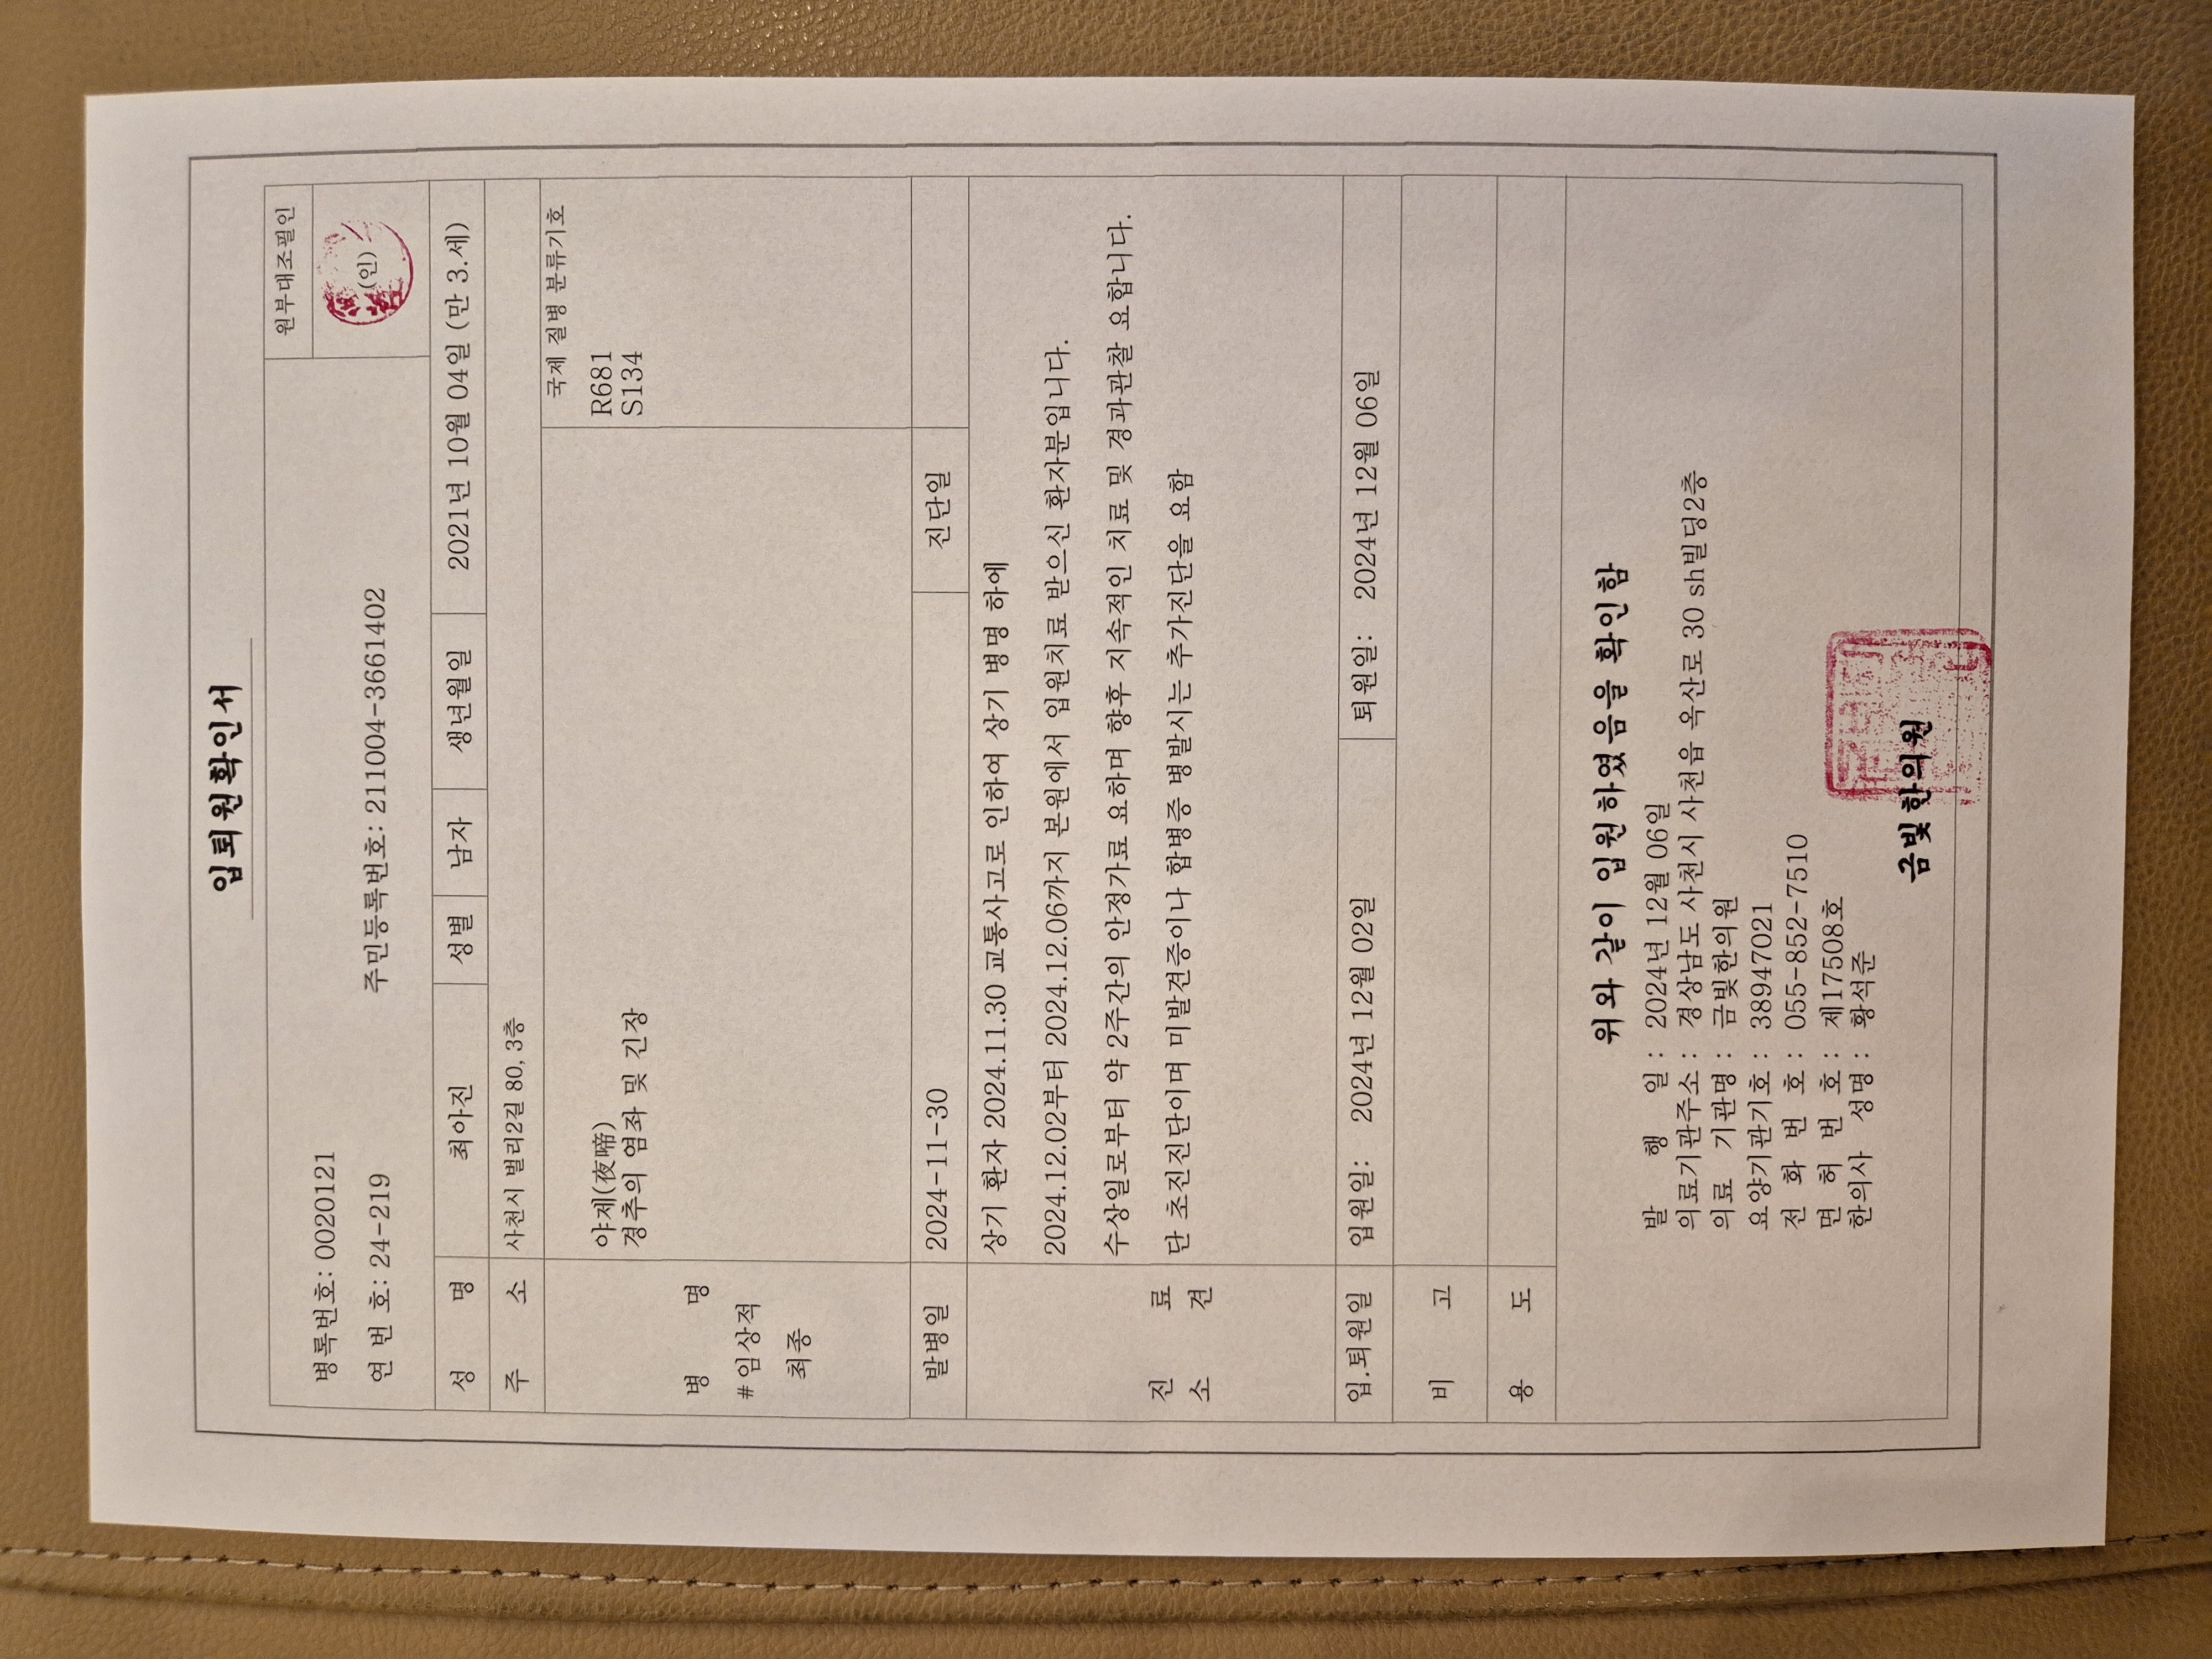 입퇴원확인서
원부대조필인
병록번호: 0020121
(인)
연 번 호: 24-219 주민등록번호: 211004-3661402
성 명 최아진 성별 남자 생년월일 2021년 10월 04일 (만 3.세)
주 소 사천시 벌리2길 80, 3층
병 명
# 임상적
최종
국제 질병 분류기호
야제(夜啼) R681
경추의 염좌 및 긴장 S134
발병일 2024-11-30 진단일
진 료
소 견
상기 환자 2024.11.30 교통사고로 인하여 상기 병명 하에
2024.12.02부터 2024.12.06까지 본원에서 입원치료 받으신 환자분입니다.
수상일로부터 약 2주간의 안정가료 요하며 향후 지속적인 치료 및 경과관찰 요합니다.
단 초진진단이며 미발견증이나 합병증 병발시는 추가진단을 요함
입.퇴원일 입원일: 2024년 12월 02일 퇴원일: 2024년 12월 06일
비 고
용 도
위와 같이 입원하였음을 확인함
발 행 일 : 2024년 12월 06일
의료기관주소 : 경상남도 사천시 사천읍 옥산로 30 sh빌딩2층
의료 기관명 : 금빛한의원
요양기관기호 : 38947021
전 화 번 호 : 055-852-7510
면 허 번 호 : 제17508호
한의사 성명 : 황석준
금빛한의원